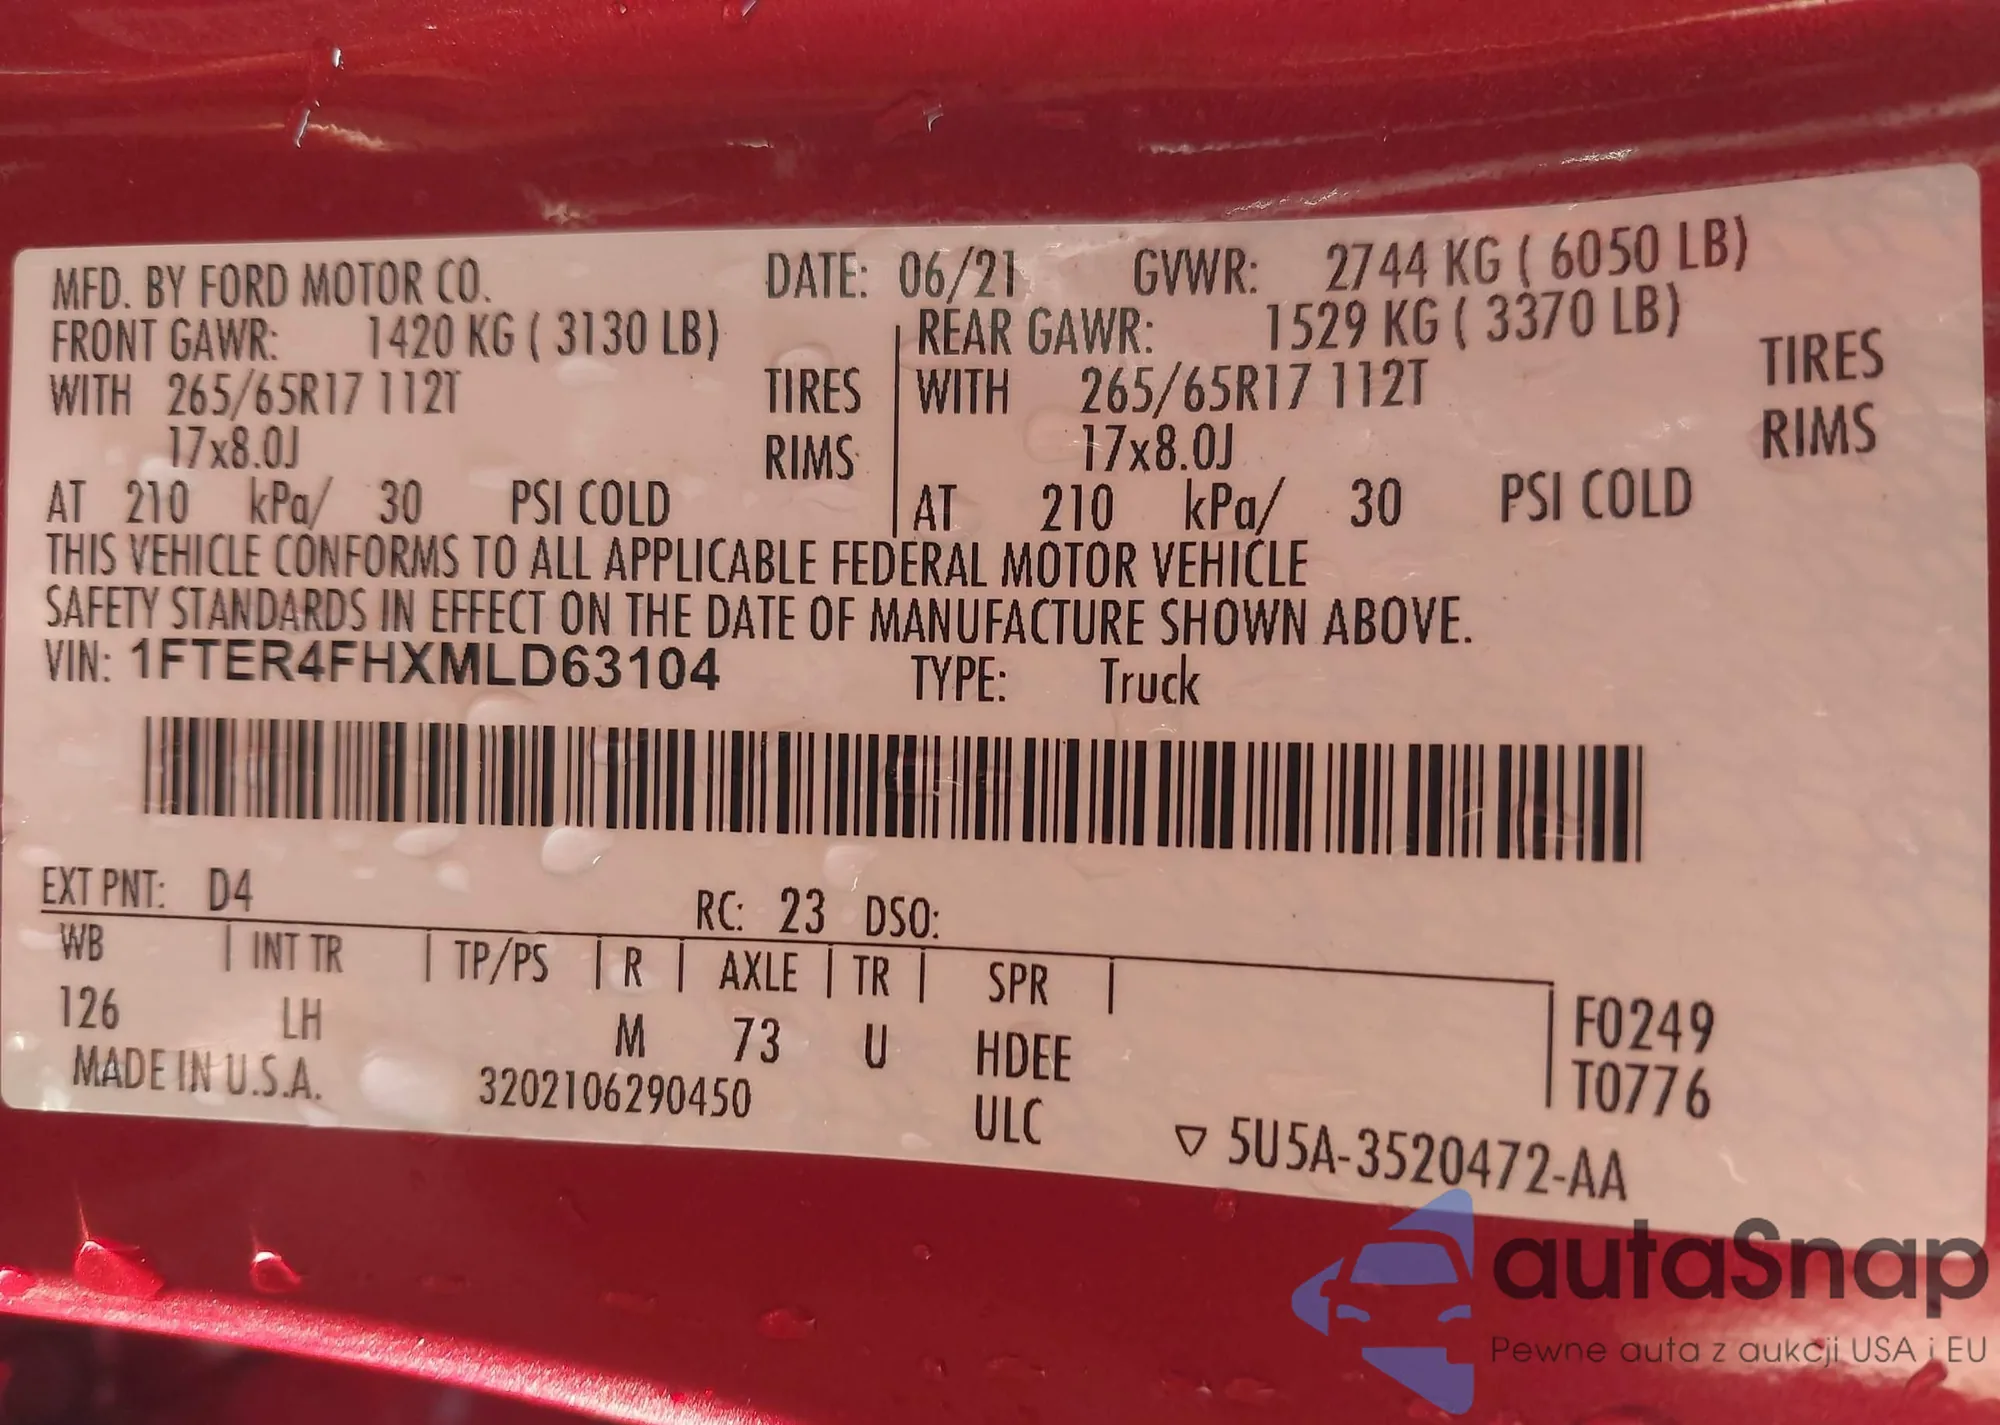 MFD. BY FORD MOTOR CO. DATE: 06/21 GVWR: 2744 KG ( 6050 LB)
FRONT GAWR: 1420 KG ( 3130 LB) REAR GAWR: 1529 KG ( 3370 LB)
WITH 265/65R17 112T TIRES WITH 265/65R17 112T TIRES
17x8.0J RIMS 17x8.0J RIMS
AT 210 kPa/ 30 PSI COLD AT 210 kPa/ 30 PSI COLD
THIS VEHICLE CONFORMS TO ALL APPLICABLE FEDERAL MOTOR VEHICLE
SAFETY STANDARDS IN EFFECT ON THE DATE OF MANUFACTURE SHOWN ABOVE.
VIN: 1FTER4FHXMLD63104 TYPE: Truck
EXT PNT: D4 RC: 23 DSO:
WB | INT TR | TP/PS | R | AXLE | TR | SPR |
126 LH M 73 U HDEE F0249
MADE IN U.S.A. 3202106290450 ULC T0776
▽ 5U5A-3520472-AA
autaSnap
Pewne auta z aukcji USA i EU